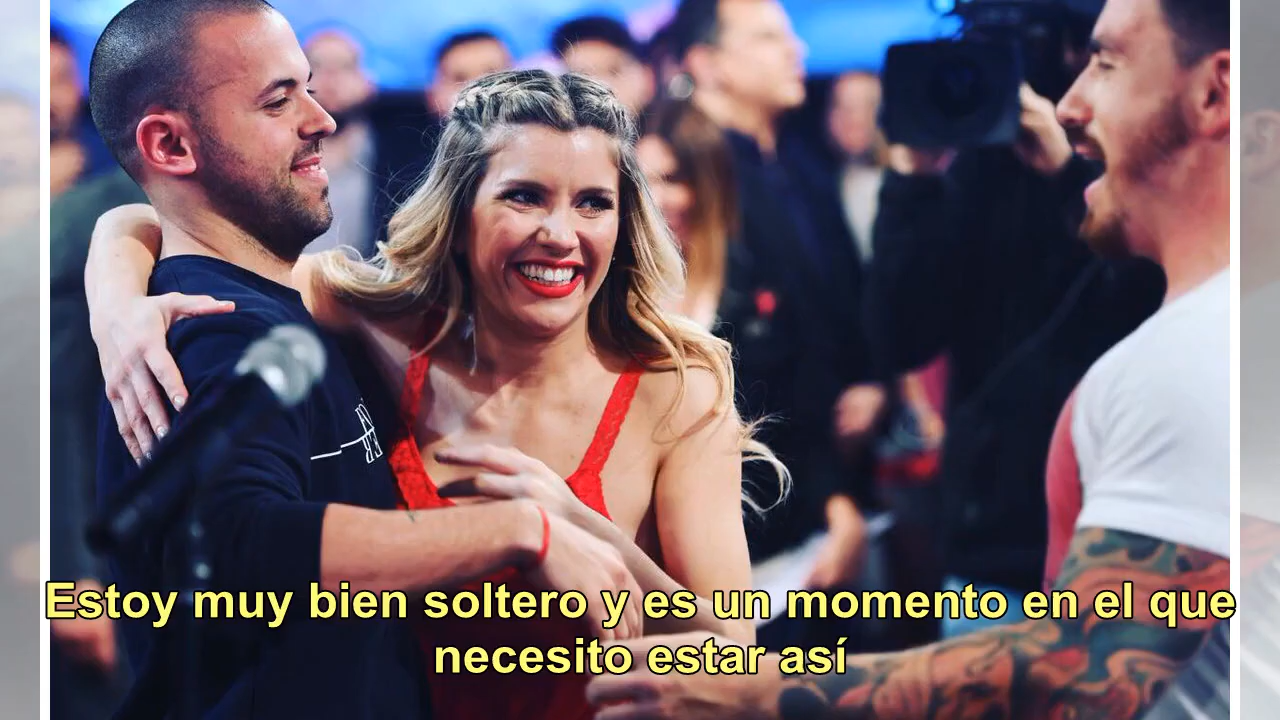 Estoy muy bien soltero y es un momento en el que
necesito estar así